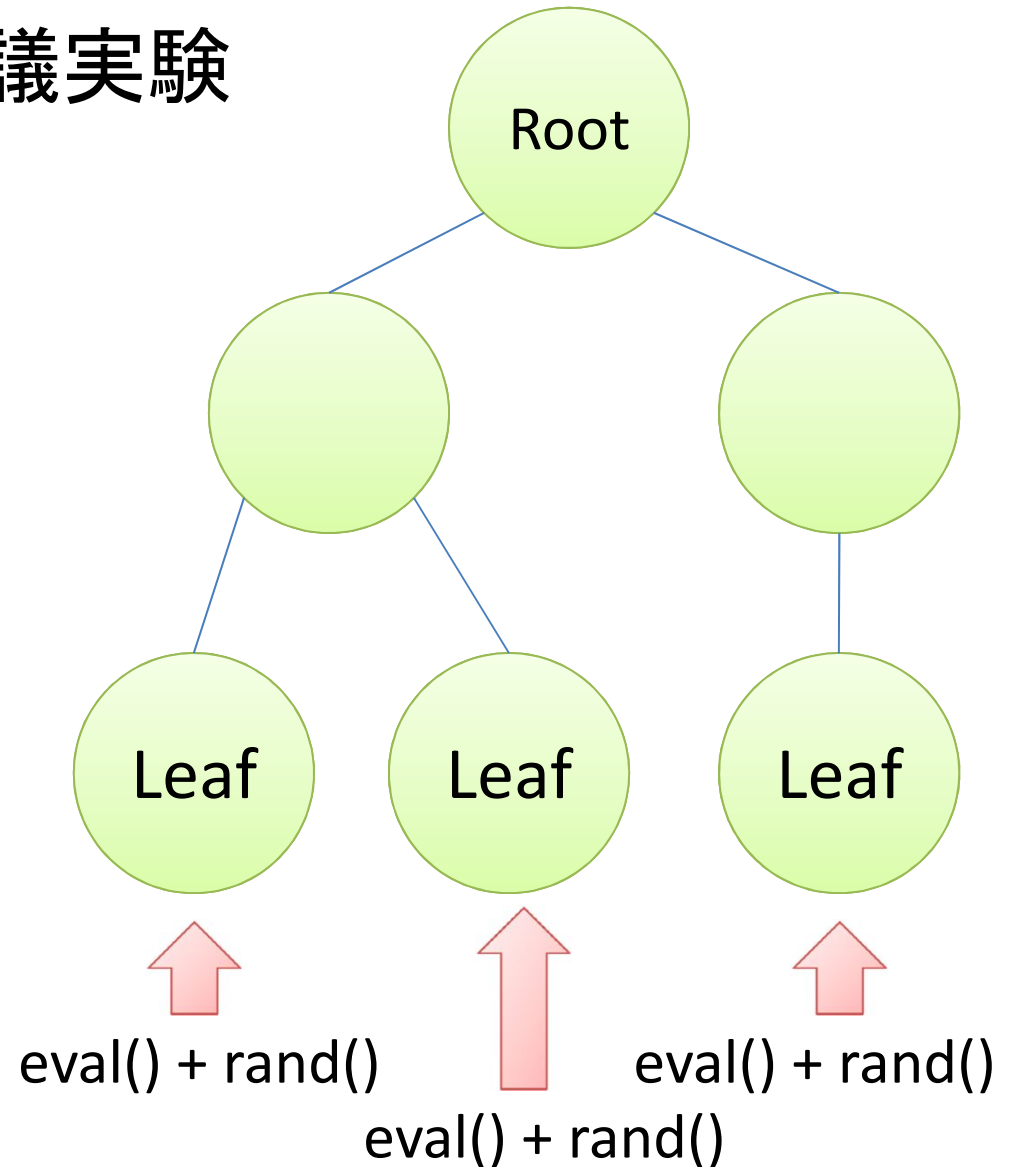 議実験
Root
Leaf Leaf Leaf
eval() + rand() eval() + rand()
eval() + rand()